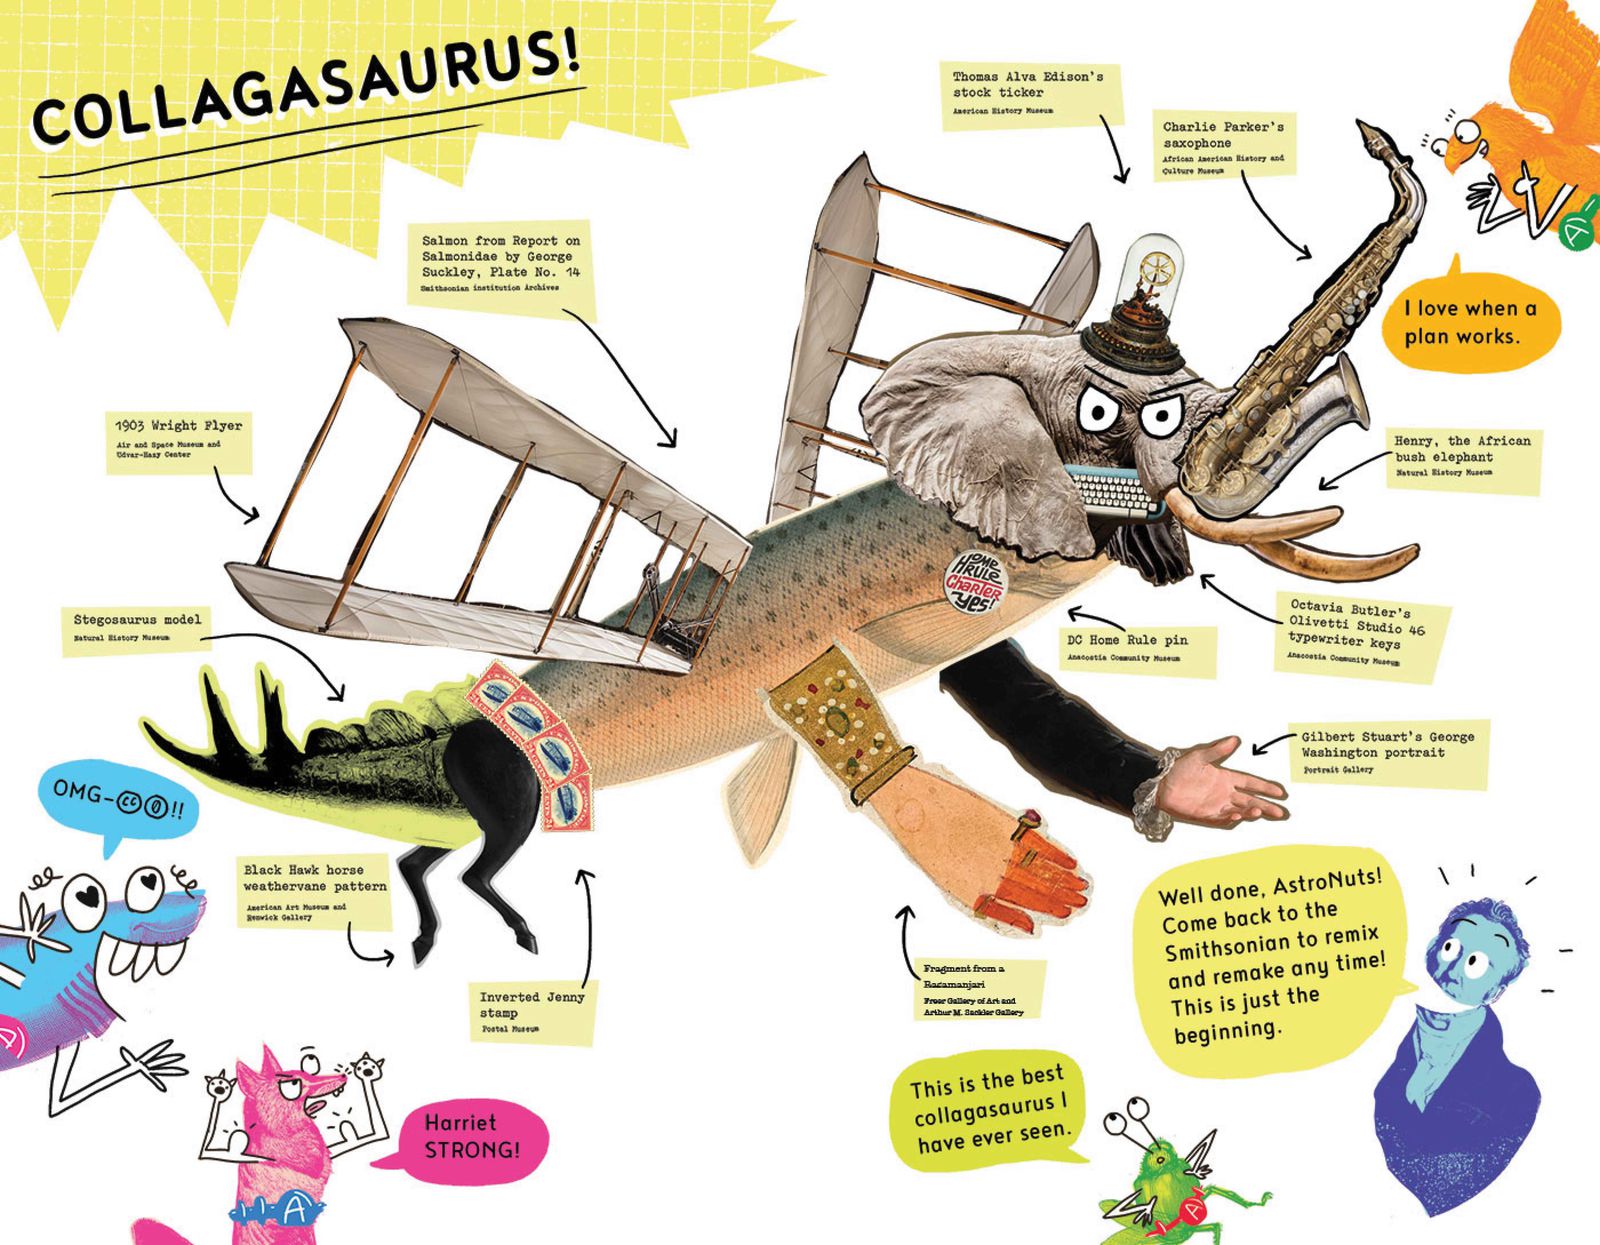 COLLAGASAURUS!
Thomas Alva Edison's
stock ticker
American History Museum
Charlie Parker's
saxophone
African American History and
Culture Museum
Salmon from Report on
Salmonidae by George
Suckley, Plate No. 14
Smithsonian institution Archives
I love when a
plan works.
1903 Wright Flyer
Air and Space Museum and
Udvar-Hazy Center
Henry, the African
bush elephant
Natural History Museum
HOME
RULE
Charter
Yes!
Stegosaurus model
Natural History Museum
DC Home Rule pin
Anacostia Community Museum
Octavia Butler's
Olivetti Studio 46
typewriter keys
Anacostia Community Museum
Gilbert Stuart's George
Washington portrait
Portrait Gallery
OMG-🅭🄍!!
Black Hawk horse
weathervane pattern
American Art Museum and
Renwick Gallery
Inverted Jenny
stamp
Postal Museum
Fragment from a
Rasamanjari
Freer Gallery of Art and
Arthur M. Sackler Gallery
Well done, AstroNuts!
Come back to the
Smithsonian to remix
and remake any time!
This is just the
beginning.
Harriet
STRONG!
This is the best
collagasaurus I
have ever seen.
A
A
A
A